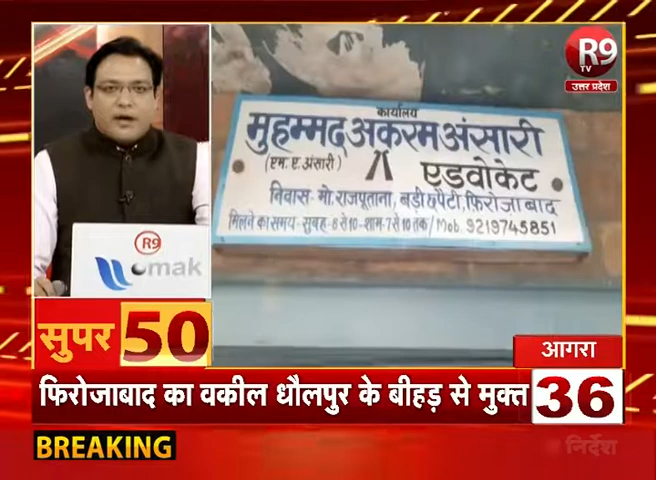 R9
TV
उत्तर प्रदेश
कार्यालय
मुहम्मद अकरम अंसारी
(एम. ए. अंसारी)
एडवोकेट
निवास- मो. राजपूताना, बड़ी छपैटी, फ़िरोजाबाद
मिलने का समय - सुबह- 6 से 10 - शाम- 7 से 10 तक / Mob. 9219745851
R9
omak
सुपर 50
आगरा
फिरोजाबाद का वकील धौलपुर के बीहड़ से मुक्त 36
BREAKING
निर्देश